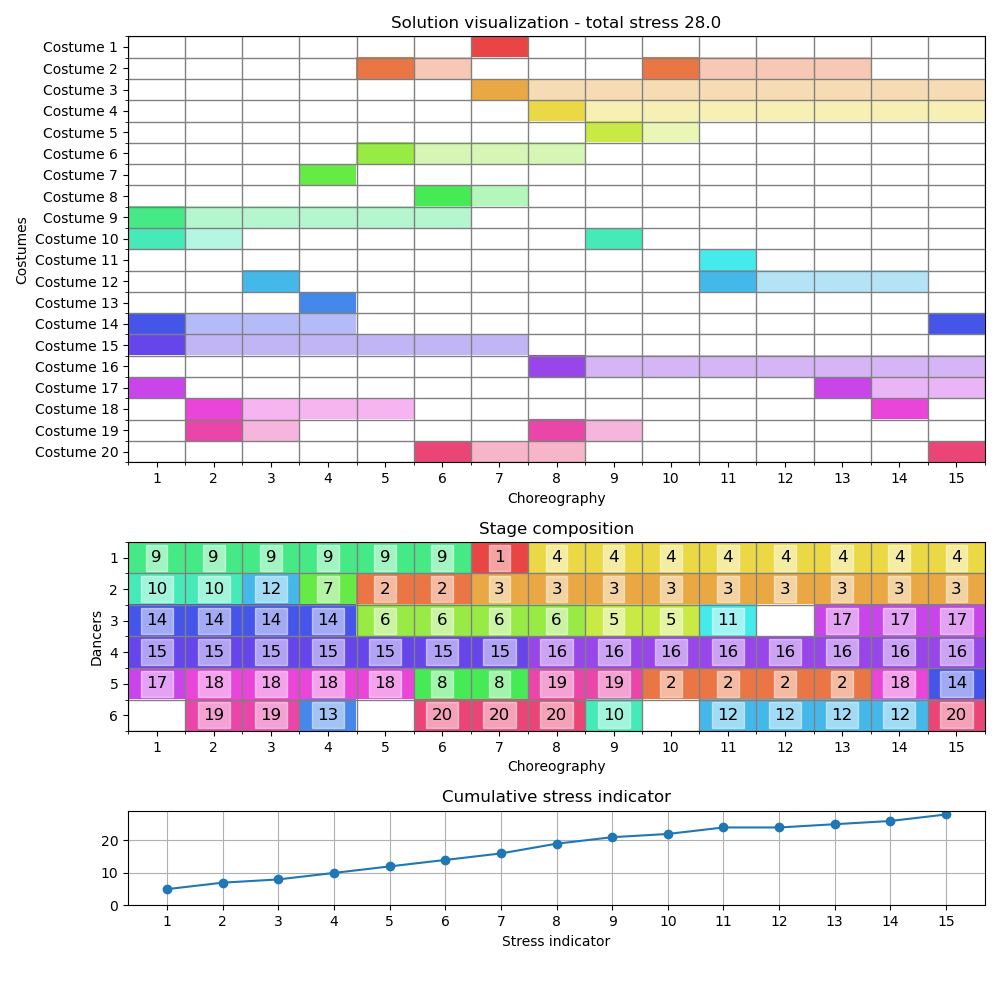 Solution visualization - total stress 28.0
Costumes
Costume 1
Costume 2
Costume 3
Costume 4
Costume 5
Costume 6
Costume 7
Costume 8
Costume 9
Costume 10
Costume 11
Costume 12
Costume 13
Costume 14
Costume 15
Costume 16
Costume 17
Costume 18
Costume 19
Costume 20
1 2 3 4 5 6 7 8 9 10 11 12 13 14 15
Choreography
Stage composition
Dancers
1 9 9 9 9 9 9 1 4 4 4 4 4 4 4 4
2 10 10 12 7 2 2 3 3 3 3 3 3 3 3 3
3 14 14 14 14 6 6 6 6 5 5 11 17 17 17
4 15 15 15 15 15 15 15 16 16 16 16 16 16 16 16
5 17 18 18 18 18 8 8 19 19 2 2 2 2 18 14
6 19 19 13 20 20 20 10 12 12 12 12 20
1 2 3 4 5 6 7 8 9 10 11 12 13 14 15
Choreography
Cumulative stress indicator
20
10
0
1 2 3 4 5 6 7 8 9 10 11 12 13 14 15
Stress indicator